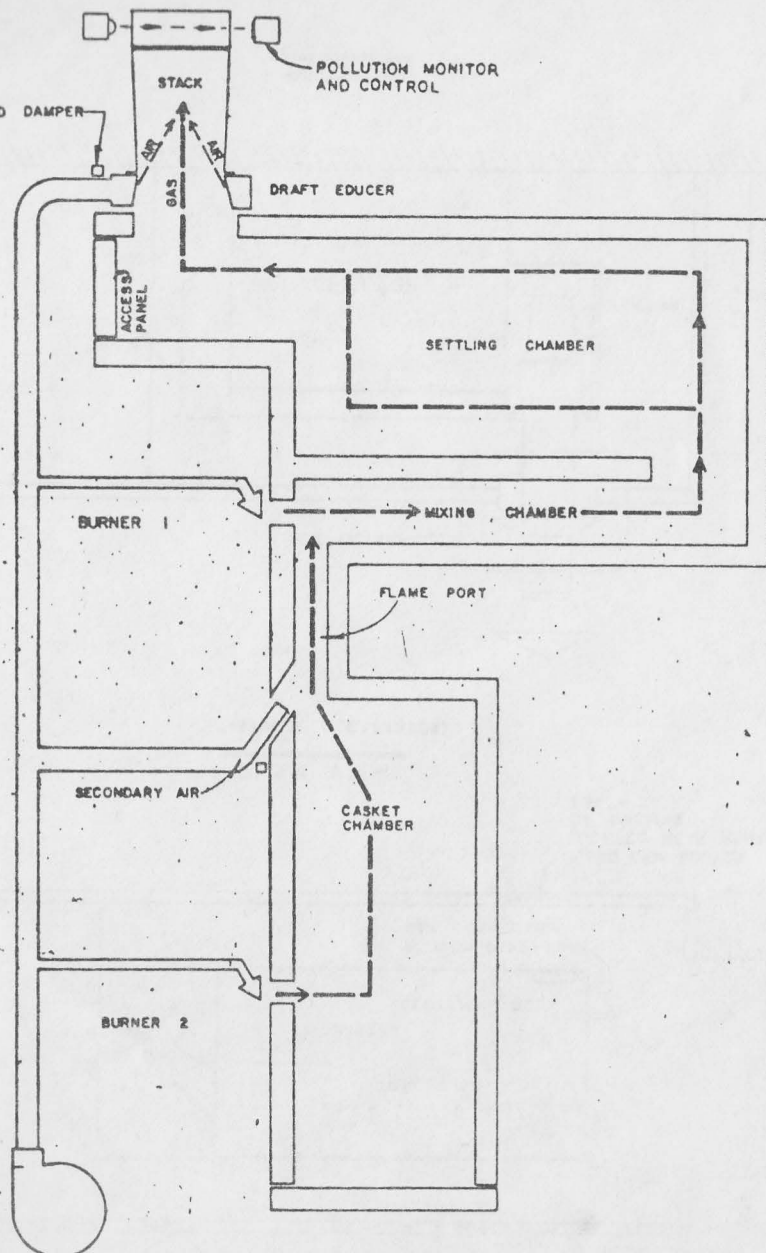 POLLUTION MONITOR
AND CONTROL
STACK
D DAMPER
AIR
AIR
GAS
DRAFT EDUCER
ACCESS
PANEL
SETTLING CHAMBER
BURNER 1
MIXING CHAMBER
FLAME PORT
SECONDARY AIR
CASKET
CHAMBER
BURNER 2